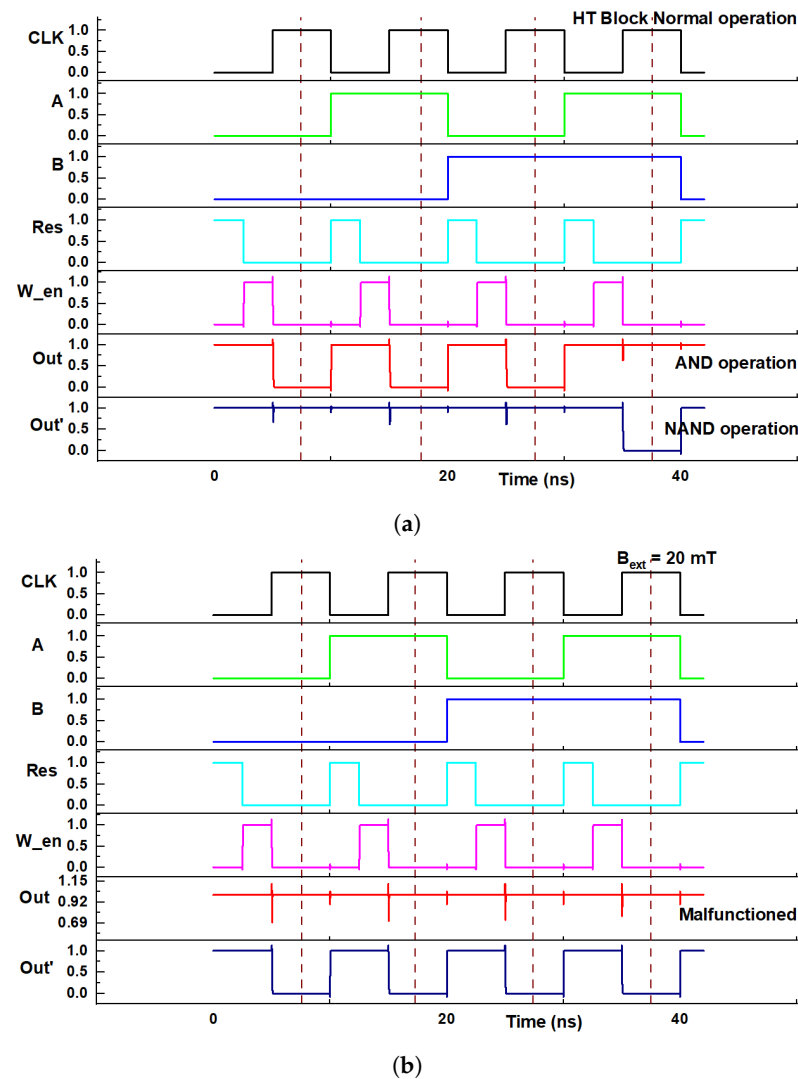 HT Block Normal operation
CLK
1.0
0.5
0.0
A
1.0
0.5
0.0
B
1.0
0.5
0.0
Res
1.0
0.5
0.0
W_en
1.0
0.5
0.0
Out
1.0
0.5
0.0
AND operation
Out'
1.0
0.5
0.0
NAND operation
0 20 40
Time (ns)
(a)
B_ext = 20 mT
CLK
1.0
0.5
0.0
A
1.0
0.5
0.0
B
1.0
0.5
0.0
Res
1.0
0.5
0.0
W_en
1.0
0.5
0.0
Out
1.15
0.92
0.69
Malfunctioned
Out'
1.0
0.5
0.0
0 20 40
Time (ns)
(b)